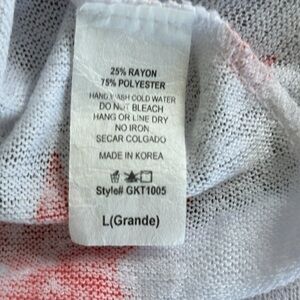 25% RAYON
75% POLYESTER
HAND WASH COLD WATER
DO NOT BLEACH
HANG OR LINE DRY
NO IRON
SECAR COLGADO
MADE IN KOREA
Style# GKT1005
L(Grande)